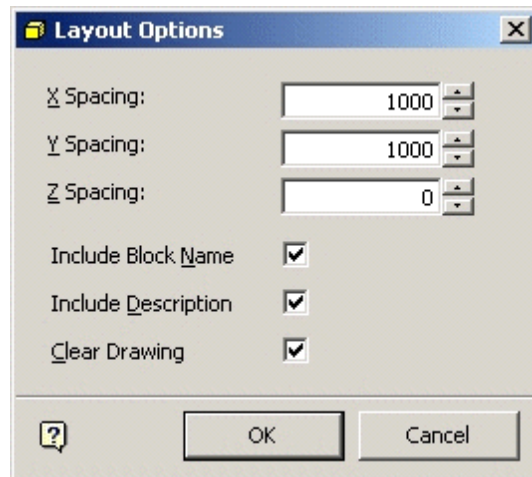 Layout Options
X Spacing: 1000
Y Spacing: 1000
Z Spacing: 0
Include Block Name
Include Description
Clear Drawing
? OK Cancel